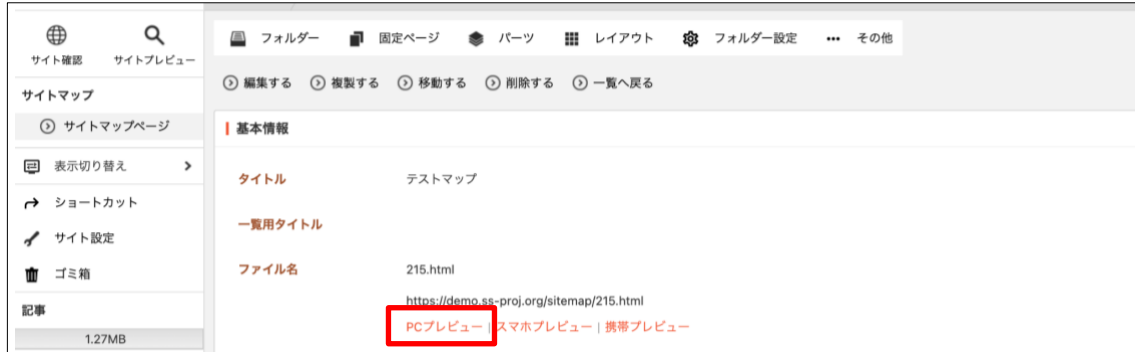 サイト確認 サイトプレビュー
サイトマップ
サイトマップページ
表示切り替え
ショートカット
サイト設定
ゴミ箱
記事
1.27MB
フォルダー 固定ページ パーツ レイアウト フォルダー設定 その他
編集する 複製する 移動する 削除する 一覧へ戻る
基本情報
タイトル テストマップ
一覧用タイトル
ファイル名 215.html
https://demo.ss-proj.org/sitemap/215.html
PCプレビュー | スマホプレビュー | 携帯プレビュー